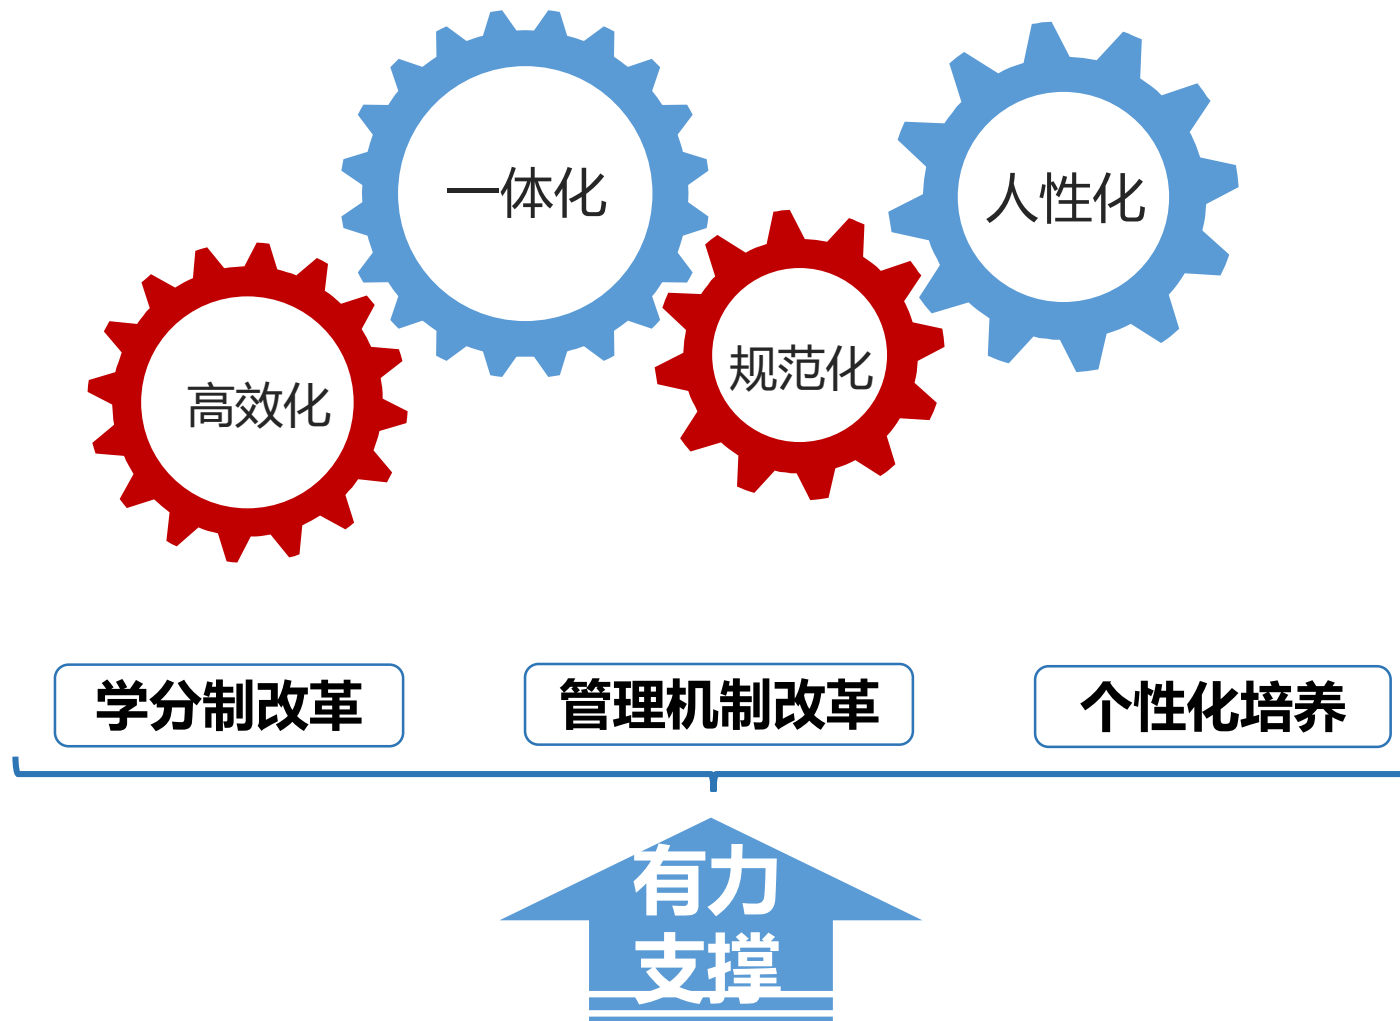 一体化
人性化
规范化
高效化
学分制改革
管理机制改革
个性化培养
有力
支撑